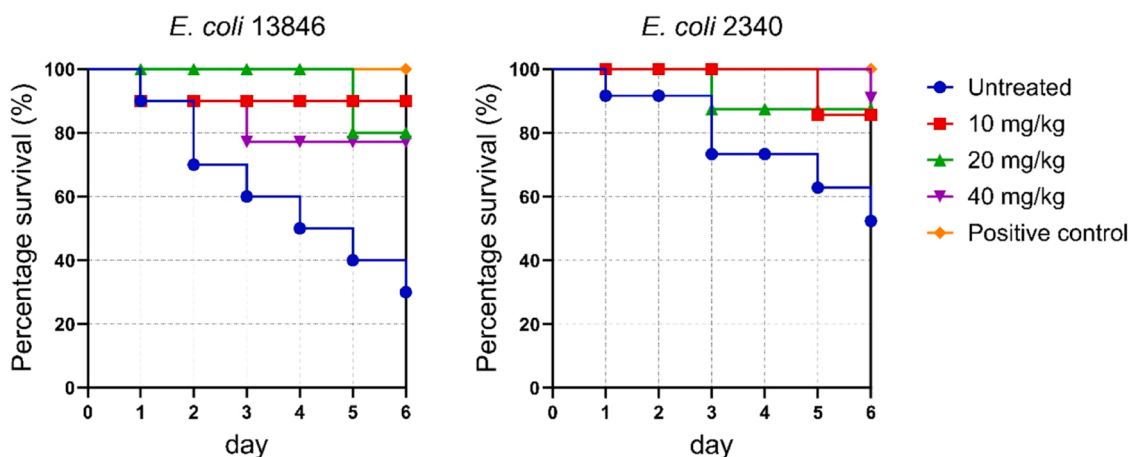 E. coli 13846
Percentage survival (%)
100
80
60
40
20
0
0 1 2 3 4 5 6
day
E. coli 2340
Percentage survival (%)
100
80
60
40
20
0
0 1 2 3 4 5 6
day
Untreated
10 mg/kg
20 mg/kg
40 mg/kg
Positive control